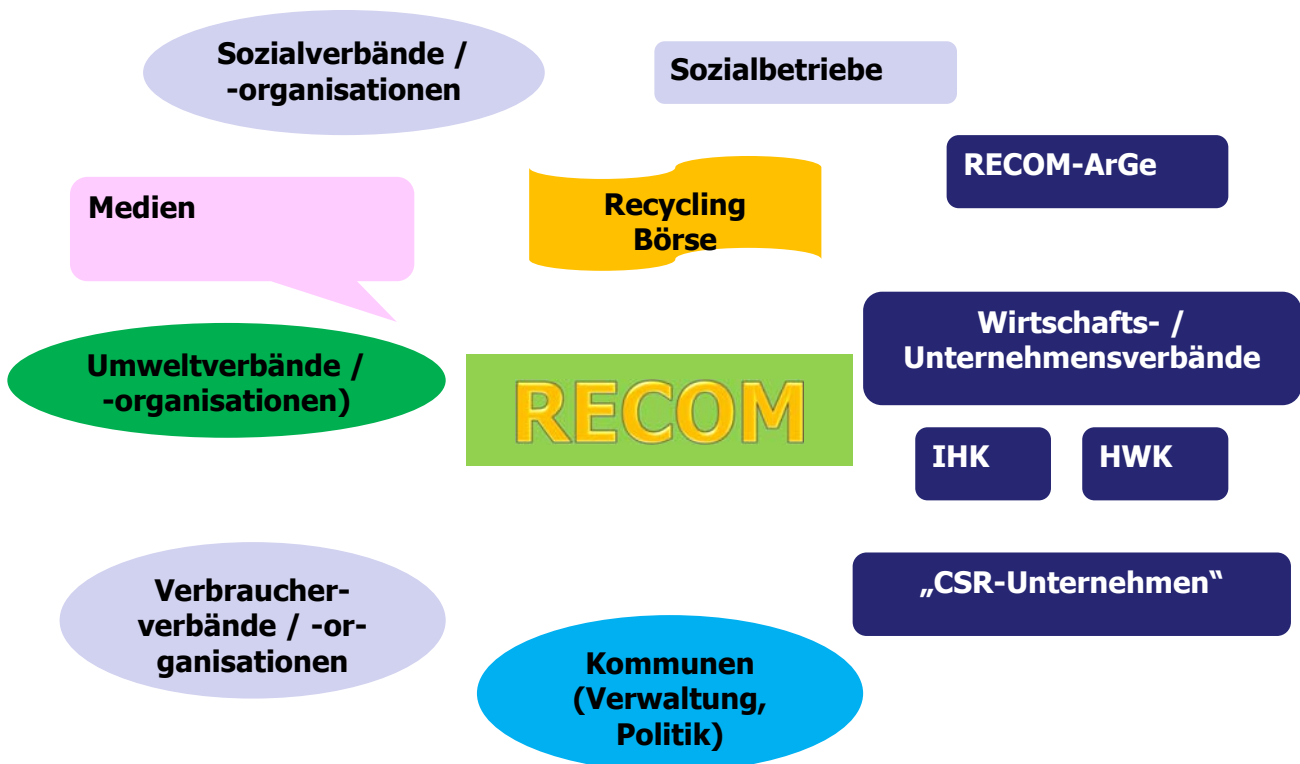 Sozialverbände /
-organisationen
Sozialbetriebe
RECOM-ArGe
Medien
Recycling
Börse
Wirtschafts- /
Unternehmensverbände
Umweltverbände /
-organisationen)
RECOM
IHK
HWK
„CSR-Unternehmen“
Verbraucher-
verbände / -or-
ganisationen
Kommunen
(Verwaltung,
Politik)